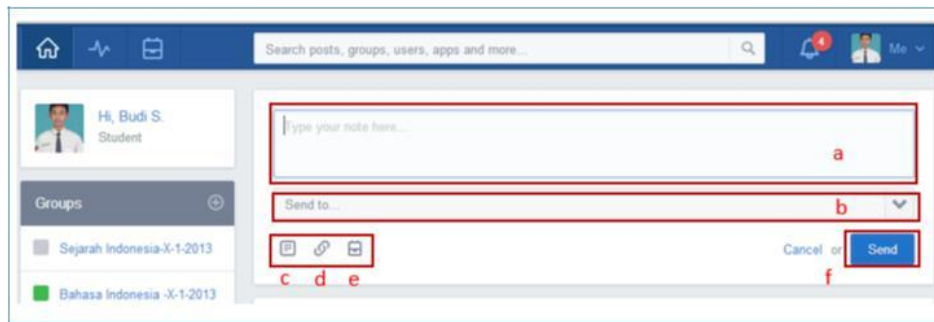 Search posts, groups, users, apps and more...
4
Me
Hi, Budi S.
Student
Type your note here...
a
Groups
Send to...
b
Sejarah Indonesia-X-1-2013
Cancel or Send
c d e
f
Bahasa Indonesia -X-1-2013